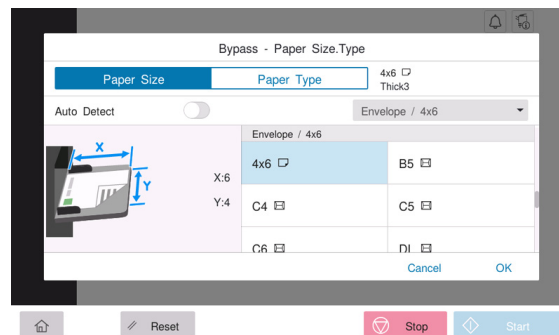 Bypass - Paper Size.Type
Paper Size
Paper Type
4x6
Thick3
Auto Detect
Envelope / 4x6
Envelope / 4x6
X
Y
X:6
Y:4
4x6
B5
C4
C5
C6
DL
Cancel
OK
Reset
Stop
Start